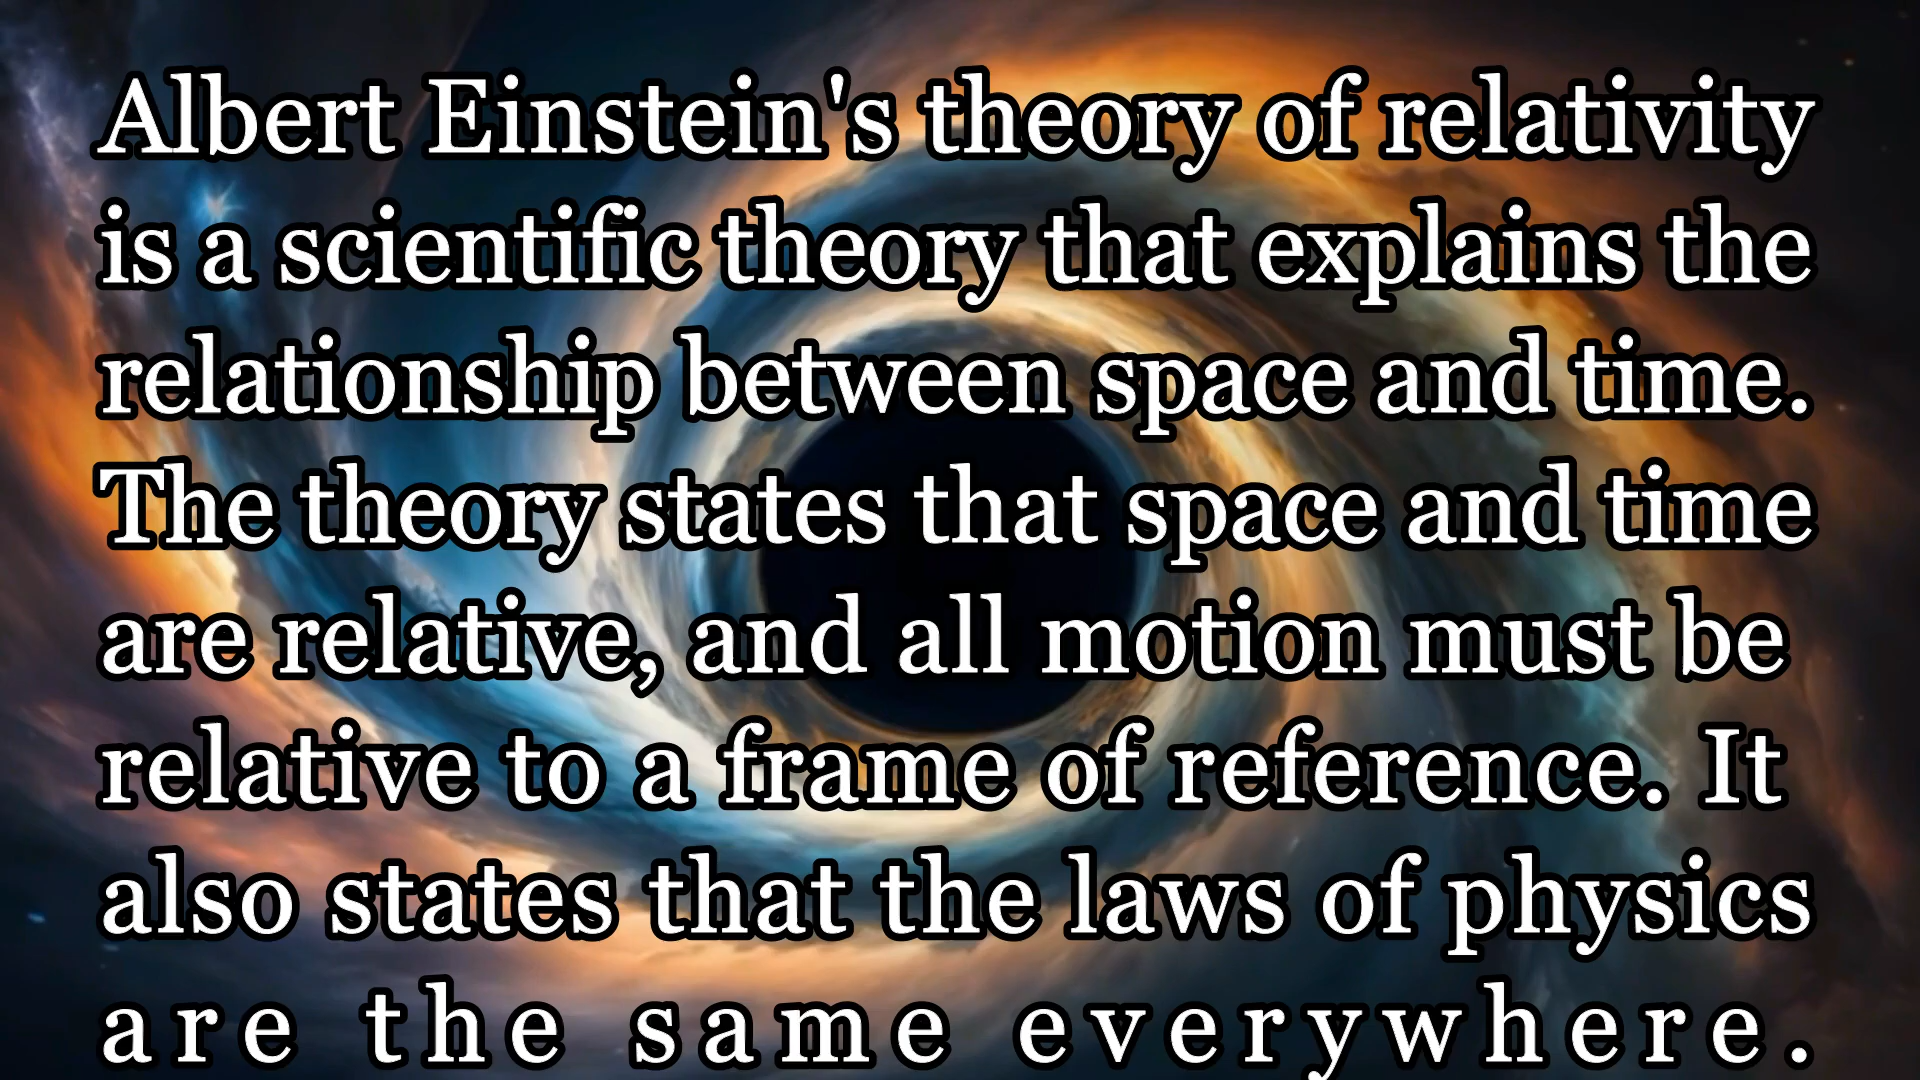 Albert Einstein's theory of relativity
is a scientific theory that explains the
relationship between space and time.
The theory states that space and time
are relative, and all motion must be
relative to a frame of reference. It
also states that the laws of physics
are the same everywhere.